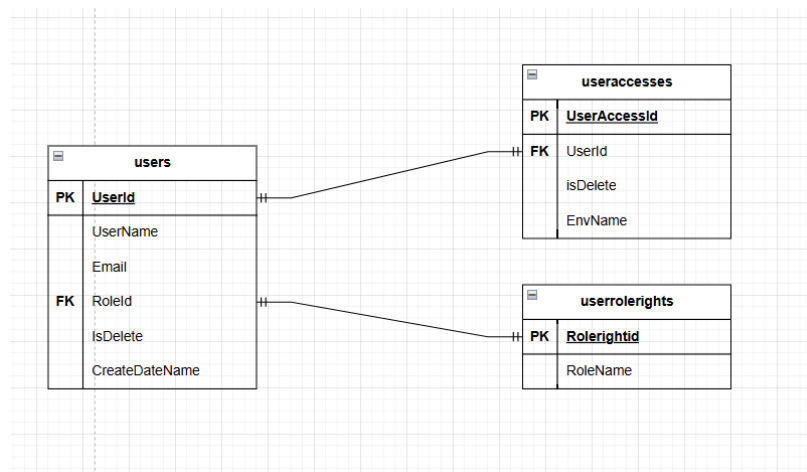 users
PK UserId
UserName
Email
FK RoleId
IsDelete
CreateDateName
useraccesses
PK UserAccessId
FK UserId
isDelete
EnvName
userrolerights
PK Rolerightid
RoleName